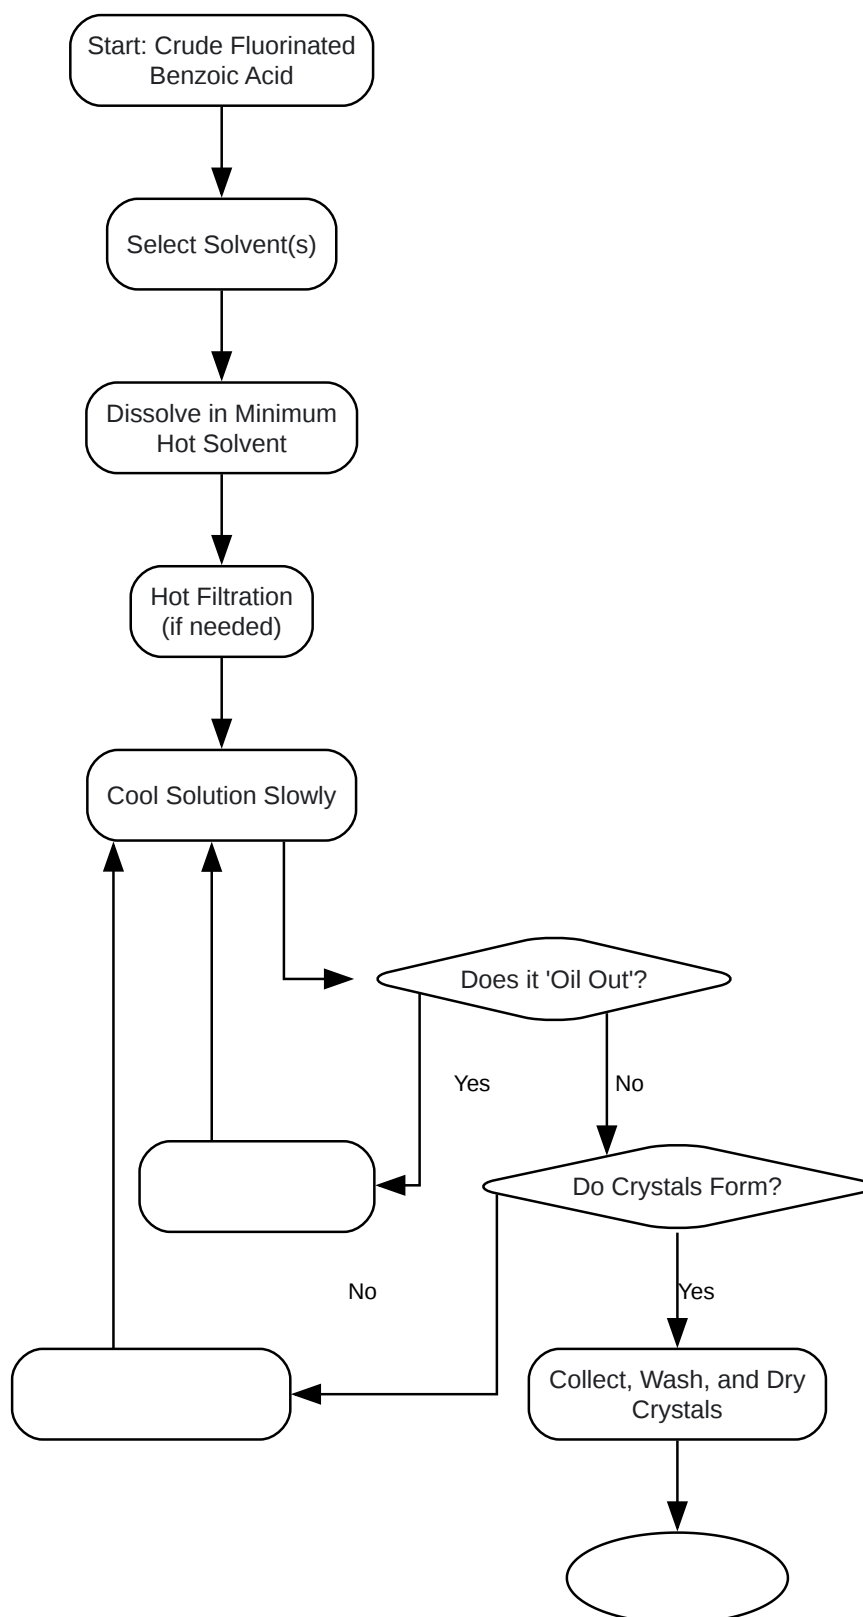 Start: Crude Fluorinated
Benzoic Acid
Select Solvent(s)
Dissolve in Minimum
Hot Solvent
Hot Filtration
(if needed)
Cool Solution Slowly
Does it 'Oil Out'?
Yes
No
Do Crystals Form?
No
Yes
Collect, Wash, and Dry
Crystals